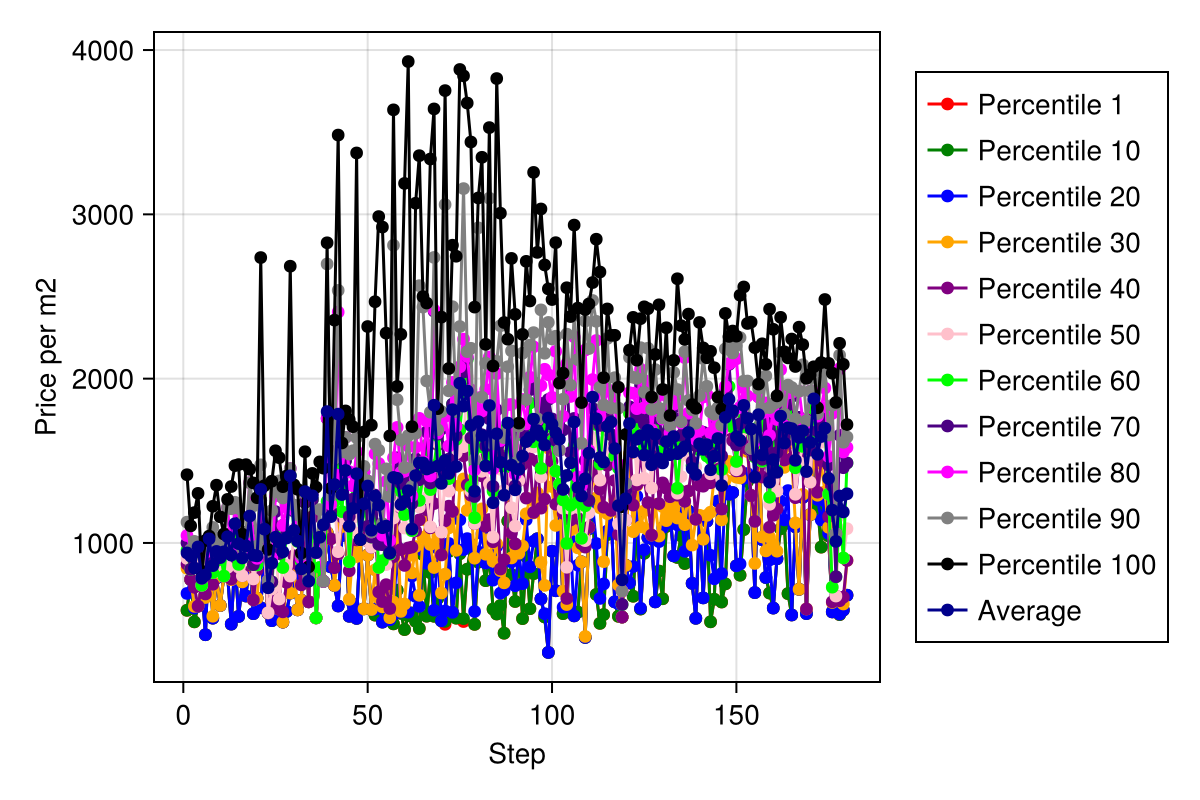 4000
3000
2000
1000
Price per m2
0 50 100 150
Step
Percentile 1
Percentile 10
Percentile 20
Percentile 30
Percentile 40
Percentile 50
Percentile 60
Percentile 70
Percentile 80
Percentile 90
Percentile 100
Average